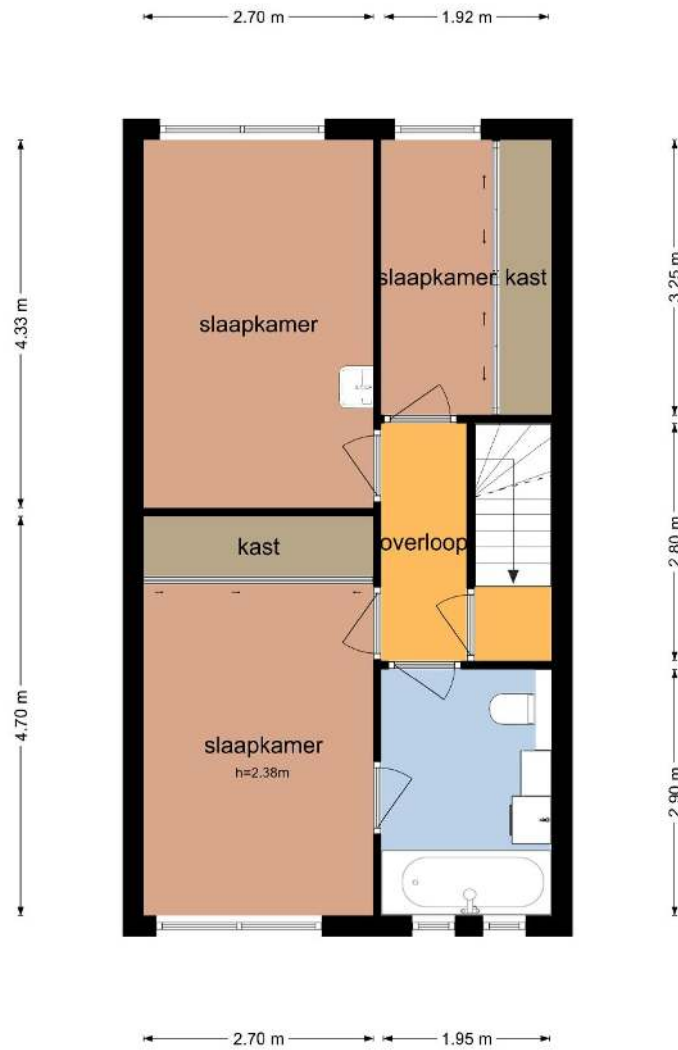 2.70 m
1.92 m
4.33 m
3.25 m
slaapkamer
slaapkamer
kast
kast
overloop
2.80 m
4.70 m
slaapkamer
h=2.38m
2.90 m
2.70 m
1.95 m